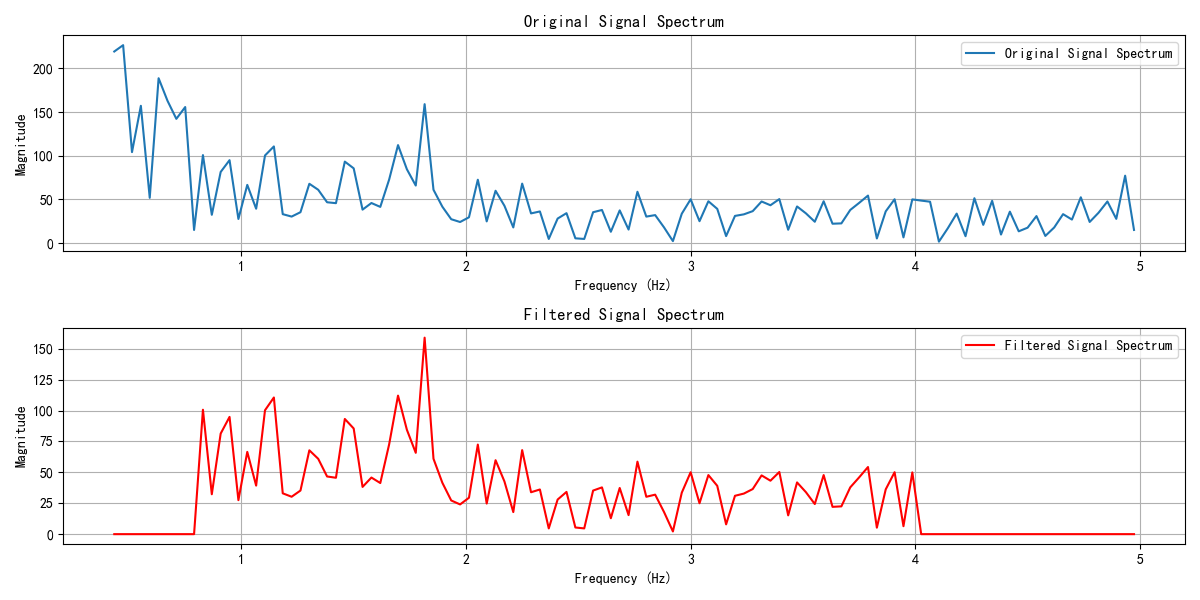 Original Signal Spectrum
Original Signal Spectrum
200
150
100
50
0
Magnitude
1 2 3 4 5
Frequency (Hz)
Filtered Signal Spectrum
Filtered Signal Spectrum
150
125
100
75
50
25
0
Magnitude
1 2 3 4 5
Frequency (Hz)